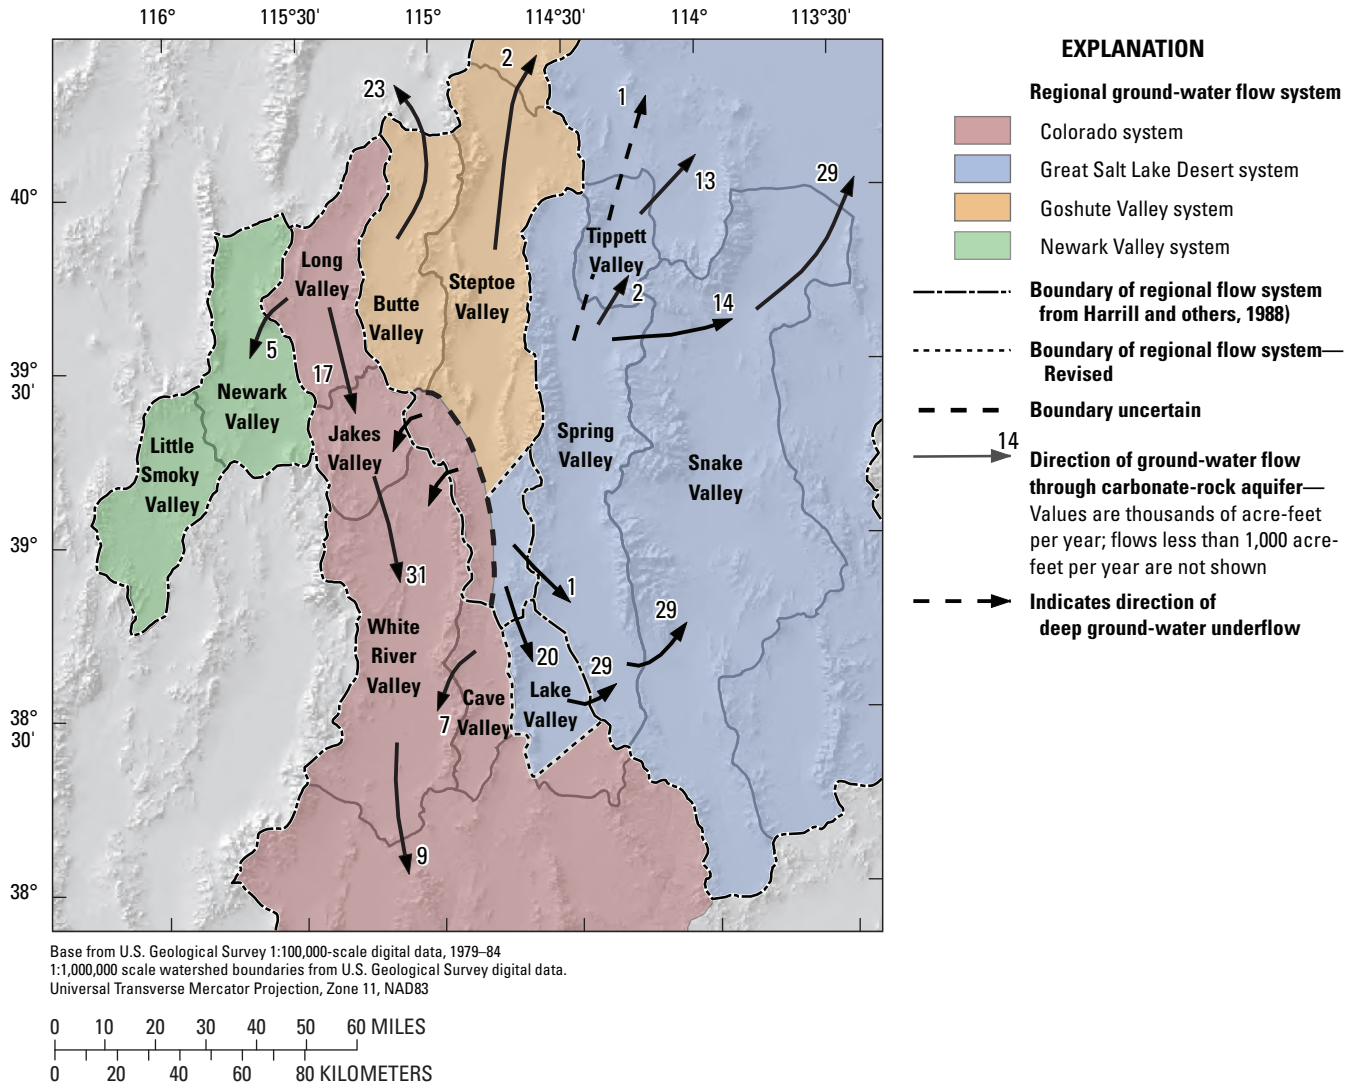 116°
115°30'
115°
114°30'
114°
113°30'
40°
39°
30'
39°
38°
30'
38°
23
2
1
13
29
Tippett
Valley
2
14
Long
Valley
Butte
Valley
Steptoe
Valley
5
17
Newark
Valley
Little
Smoky
Valley
Jakes
Valley
Spring
Valley
Snake
Valley
31
1
White
River
Valley
20
29
29
Lake
Valley
Cave
Valley
7
9
EXPLANATION
Regional ground-water flow system
Colorado system
Great Salt Lake Desert system
Goshute Valley system
Newark Valley system
Boundary of regional flow system
from Harrill and others, 1988)
Boundary of regional flow system—
Revised
Boundary uncertain
14
Direction of ground-water flow
through carbonate-rock aquifer—
Values are thousands of acre-feet
per year; flows less than 1,000 acre-
feet per year are not shown
Indicates direction of
deep ground-water underflow
Base from U.S. Geological Survey 1:100,000-scale digital data, 1979–84
1:1,000,000 scale watershed boundaries from U.S. Geological Survey digital data.
Universal Transverse Mercator Projection, Zone 11, NAD83
0 10 20 30 40 50 60 MILES
0 20 40 60 80 KILOMETERS